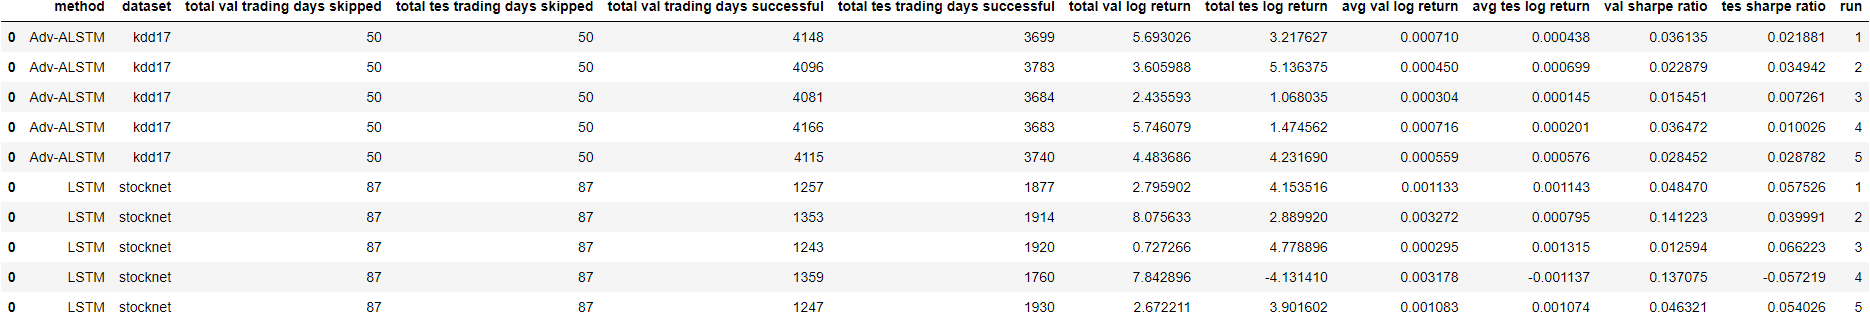 method dataset total val trading days skipped total tes trading days skipped total val trading days successful total tes trading days successful total val log return total tes log return avg val log return avg tes log return val sharpe ratio tes sharpe ratio run
0 Adv-ALSTM kdd17 50 50 4148 3699 5.693026 3.217627 0.000710 0.000438 0.036135 0.021881 1
0 Adv-ALSTM kdd17 50 50 4096 3783 3.605988 5.136375 0.000450 0.000699 0.022879 0.034942 2
0 Adv-ALSTM kdd17 50 50 4081 3684 2.435593 1.068035 0.000304 0.000145 0.015451 0.007261 3
0 Adv-ALSTM kdd17 50 50 4166 3683 5.746079 1.474562 0.000716 0.000201 0.036472 0.010026 4
0 Adv-ALSTM kdd17 50 50 4115 3740 4.483686 4.231690 0.000559 0.000576 0.028452 0.028782 5
0 LSTM stocknet 87 87 1257 1877 2.795902 4.153516 0.001133 0.001143 0.048470 0.057526 1
0 LSTM stocknet 87 87 1353 1914 8.075633 2.889920 0.003272 0.000795 0.141223 0.039991 2
0 LSTM stocknet 87 87 1243 1920 0.727266 4.778896 0.000295 0.001315 0.012594 0.066223 3
0 LSTM stocknet 87 87 1359 1760 7.842896 -4.131410 0.003178 -0.001137 0.137075 -0.057219 4
0 LSTM stocknet 87 87 1247 1930 2.672211 3.901602 0.001083 0.001074 0.046321 0.054026 5